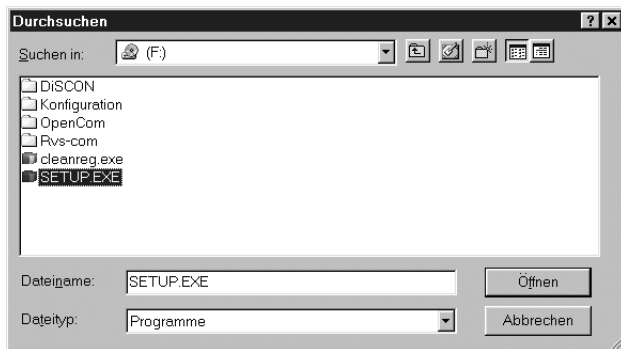 Durchsuchen
Suchen in: (F:)
DiSCON
Konfiguration
OpenCom
Rvs-com
cleanreg.exe
SETUP.EXE
Dateiname: SETUP.EXE Öffnen
Dateityp: Programme Abbrechen